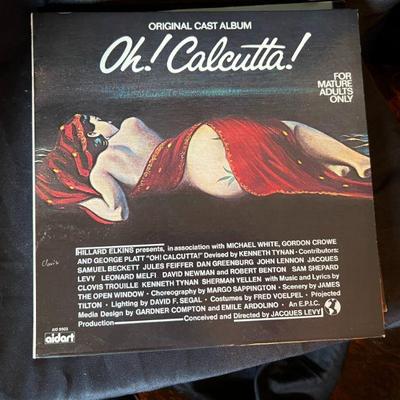 ORIGINAL CAST ALBUM
Oh! Calcutta!
FOR
MATURE
ADULTS
ONLY
Clovis
HILLARD ELKINS presents, in association with MICHAEL WHITE, GORDON CROWE
AND GEORGE PLATT "OH! CALCUTTA!" Devised by KENNETH TYNAN • Contributors:
SAMUEL BECKETT JULES FEIFFER DAN GREENBURG JOHN LENNON JACQUES
LEVY LEONARD MELFI DAVID NEWMAN and ROBERT BENTON SAM SHEPARD
CLOVIS TROUILLE KENNETH TYNAN SHERMAN YELLEN with Music and Lyrics by
THE OPEN WINDOW • Choreography by MARGO SAPPINGTON • Scenery by JAMES
TILTON • Lighting by DAVID F. SEGAL • Costumes by FRED VOELPEL • Projected
Media Design by GARDNER COMPTON and EMILE ARDOLINO • An E.P.I.C.
Production Conceived and Directed by JACQUES LEVY
AID 9903
aidart